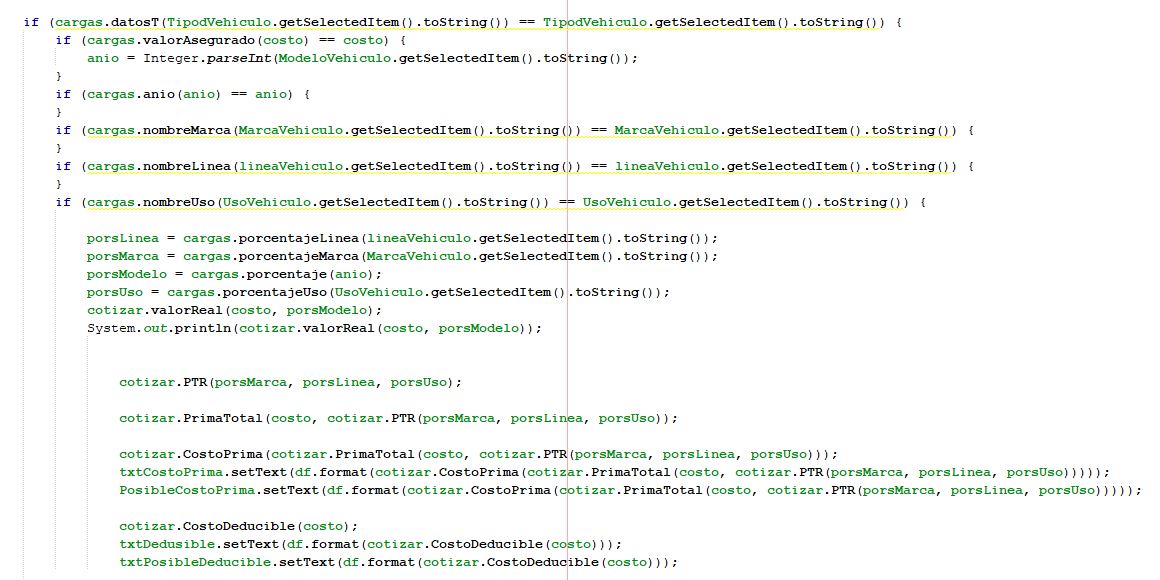 if (cargas.datosT(TipodVehiculo.getSelectedItem().toString()) == TipodVehiculo.getSelectedItem().toString()) {
if (cargas.valorAsegurado(costo) == costo) {
anio = Integer.parseInt(ModeloVehiculo.getSelectedItem().toString());
}
if (cargas.anio(anio) == anio) {
}
if (cargas.nombreMarca(MarcaVehiculo.getSelectedItem().toString()) == MarcaVehiculo.getSelectedItem().toString()) {
}
if (cargas.nombreLinea(lineaVehiculo.getSelectedItem().toString()) == lineaVehiculo.getSelectedItem().toString()) {
}
if (cargas.nombreUso(UsoVehiculo.getSelectedItem().toString()) == UsoVehiculo.getSelectedItem().toString()) {
porsLinea = cargas.porcentajeLinea(lineaVehiculo.getSelectedItem().toString());
porsMarca = cargas.porcentajeMarca(MarcaVehiculo.getSelectedItem().toString());
porsModelo = cargas.porcentaje(anio);
porsUso = cargas.porcentajeUso(UsoVehiculo.getSelectedItem().toString());
cotizar.valorReal(costo, porsModelo);
System.out.println(cotizar.valorReal(costo, porsModelo));
cotizar.PTR(porsMarca, porsLinea, porsUso);
cotizar.PrimaTotal(costo, cotizar.PTR(porsMarca, porsLinea, porsUso));
cotizar.CostoPrima(cotizar.PrimaTotal(costo, cotizar.PTR(porsMarca, porsLinea, porsUso)));
txtCostoPrima.setText(df.format(cotizar.CostoPrima(cotizar.PrimaTotal(costo, cotizar.PTR(porsMarca, porsLinea, porsUso)))));
PosibleCostoPrima.setText(df.format(cotizar.CostoPrima(cotizar.PrimaTotal(costo, cotizar.PTR(porsMarca, porsLinea, porsUso)))));
cotizar.CostoDeducible(costo);
txtDedusible.setText(df.format(cotizar.CostoDeducible(costo)));
txtPosibleDeducible.setText(df.format(cotizar.CostoDeducible(costo)));